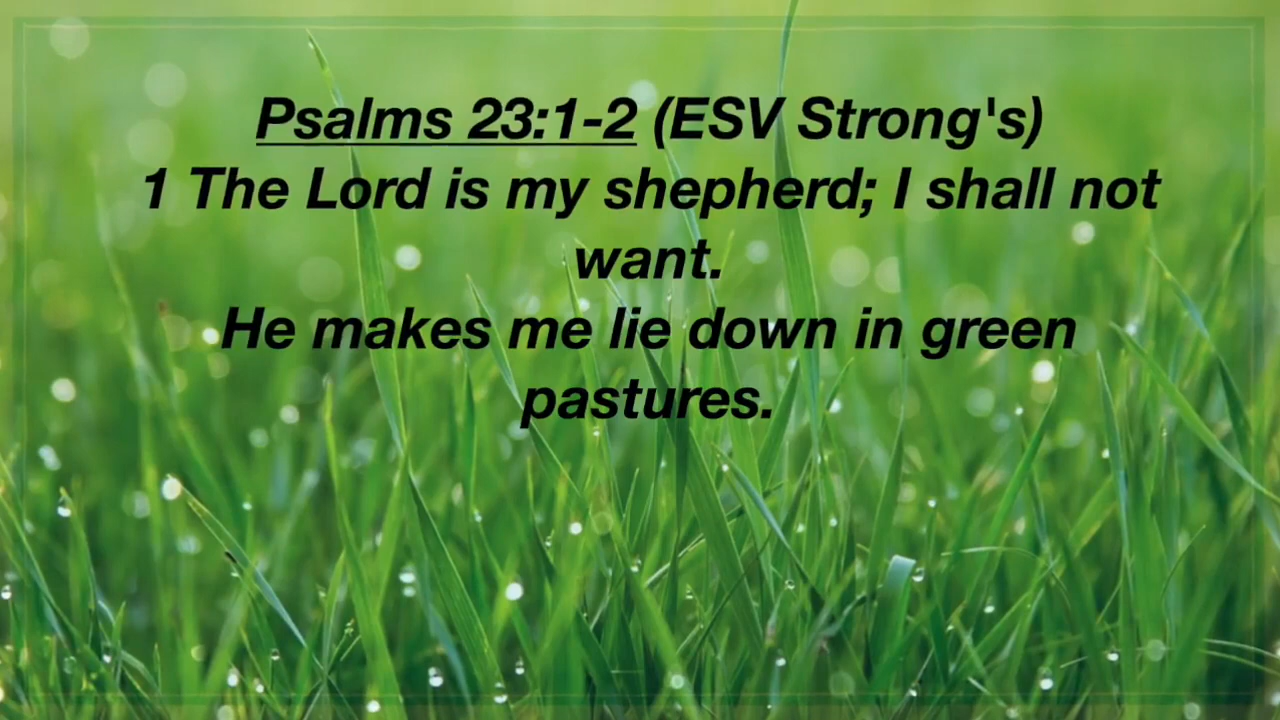 Psalms 23:1-2 (ESV Strong's)
1 The Lord is my shepherd; I shall not
want.
He makes me lie down in green
pastures.